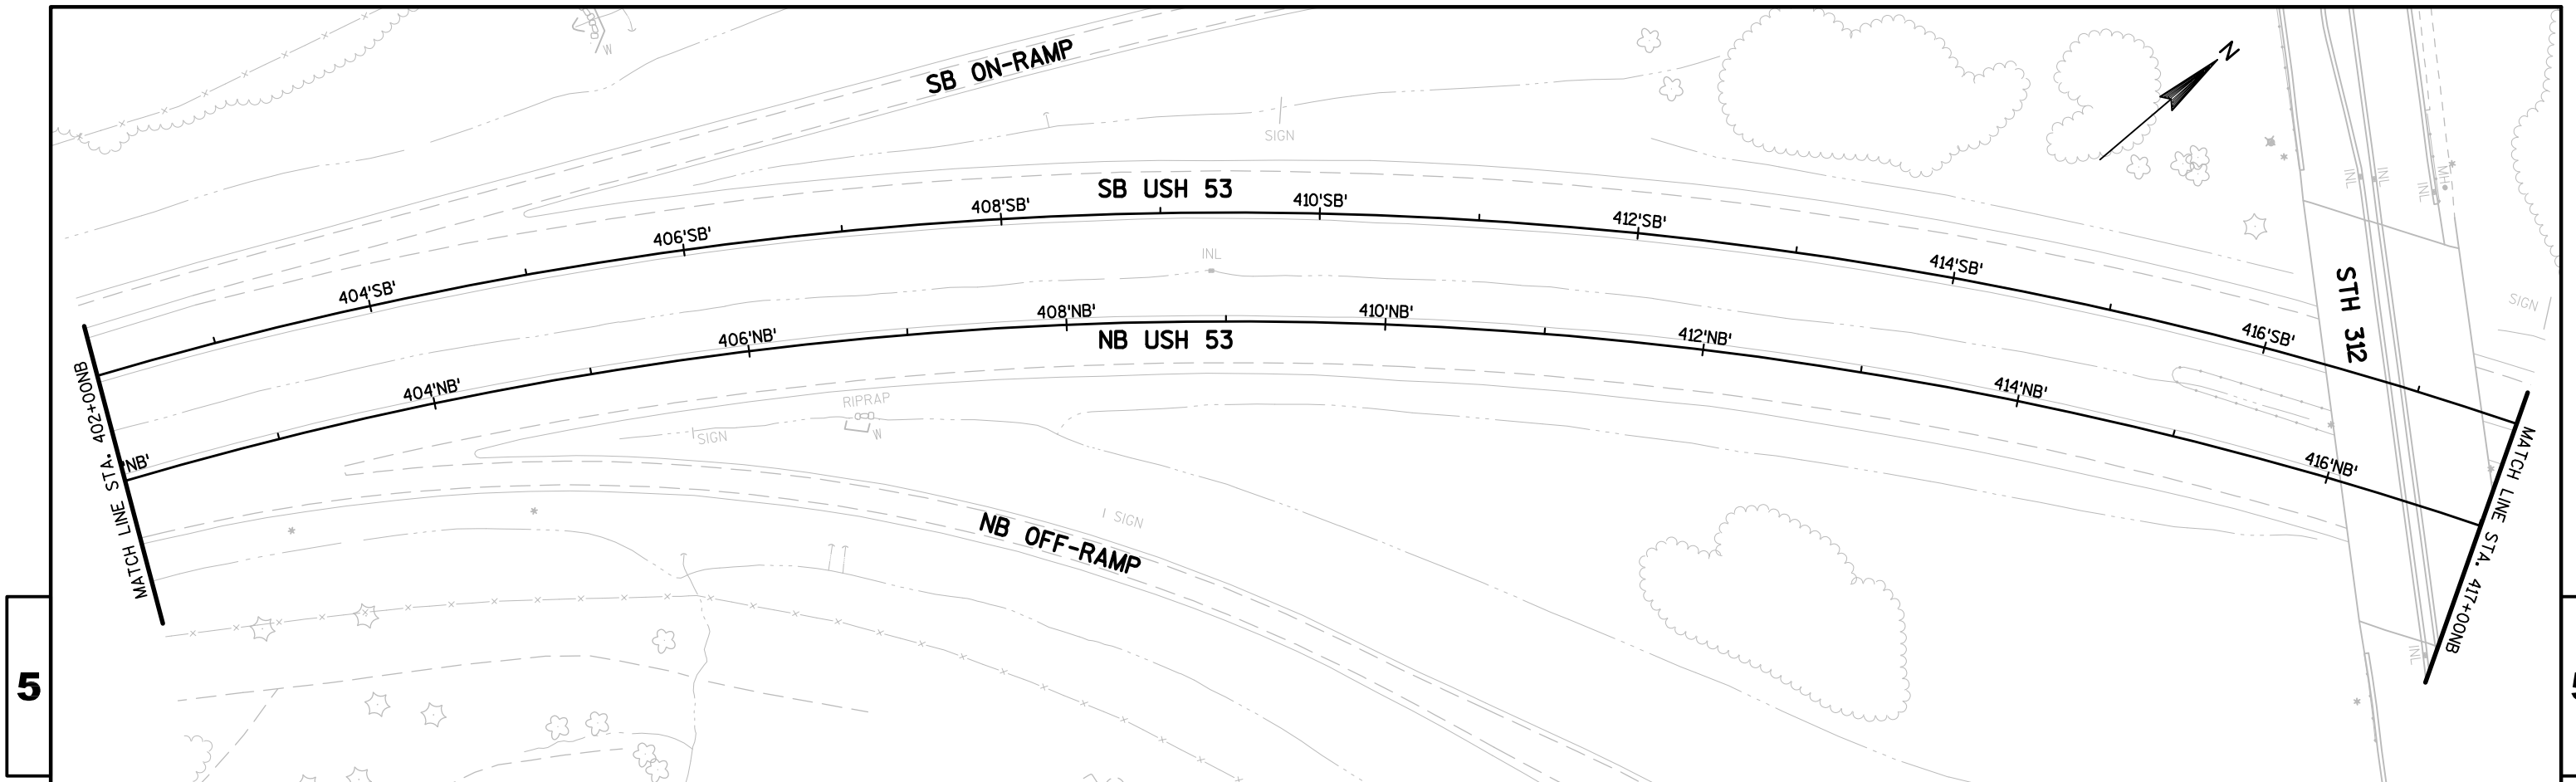 W
SB ON-RAMP
N
SIGN
INL
INL
INL
MH
SB USH 53
404'SB'
406'SB'
408'SB'
410'SB'
412'SB'
414'SB'
416'SB'
INL
STH 312
SIGN
MATCH LINE STA. 402+00NB
'NB'
404'NB'
406'NB'
408'NB'
410'NB'
412'NB'
414'NB'
416'NB'
NB USH 53
RIPRAP
W
SIGN
SIGN
NB OFF-RAMP
MATCH LINE STA. 417+00NB
INL
5